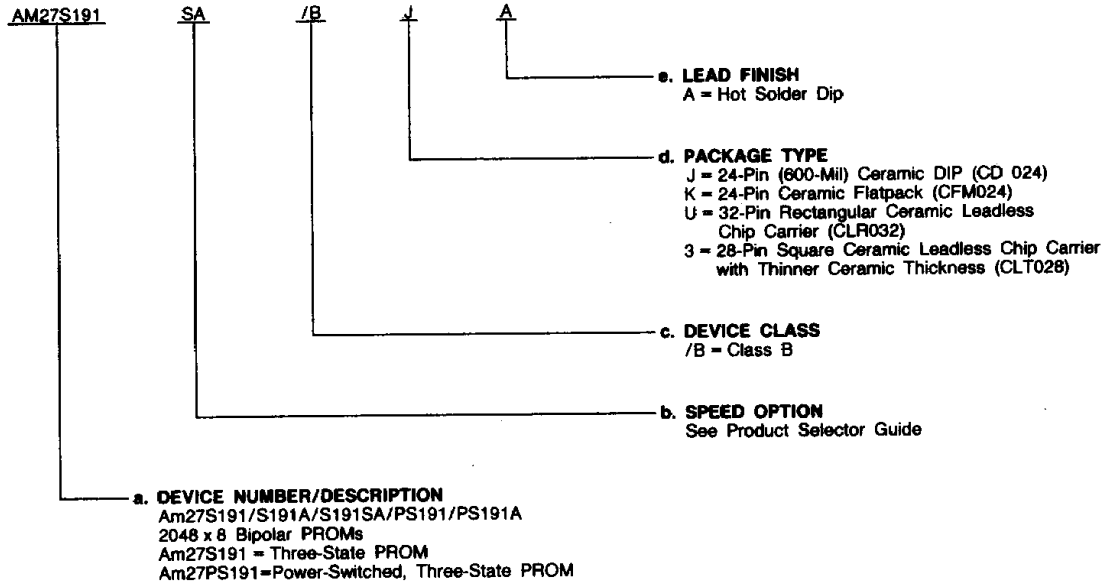 AM27S191 SA /B J A
e. LEAD FINISH
A = Hot Solder Dip
d. PACKAGE TYPE
J = 24-Pin (600-Mil) Ceramic DIP (CD 024)
K = 24-Pin Ceramic Flatpack (CFM024)
U = 32-Pin Rectangular Ceramic Leadless
Chip Carrier (CLR032)
3 = 28-Pin Square Ceramic Leadless Chip Carrier
with Thinner Ceramic Thickness (CLT028)
c. DEVICE CLASS
/B = Class B
b. SPEED OPTION
See Product Selector Guide
a. DEVICE NUMBER/DESCRIPTION
Am27S191/S191A/S191SA/PS191/PS191A
2048 x 8 Bipolar PROMs
Am27S191 = Three-State PROM
Am27PS191=Power-Switched, Three-State PROM